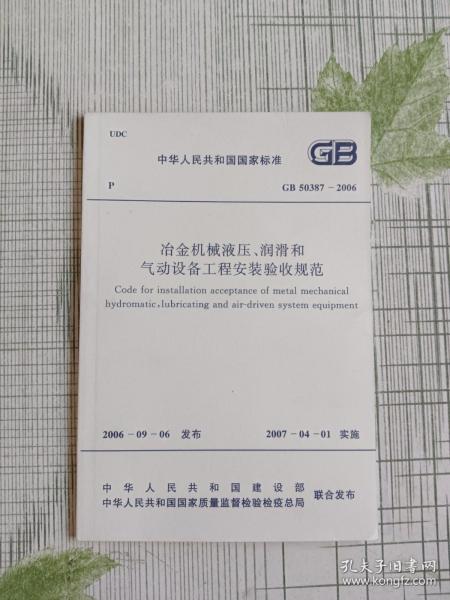 UDC
中华人民共和国国家标准
GB
P
GB 50387-2006
冶金机械液压、润滑和
气动设备工程安装验收规范
Code for installation acceptance of metal mechanical
hydromatic,lubricating and air-driven system equipment
2006-09-06 发布
2007-04-01 实施
中华人民共和国建设部
中华人民共和国国家质量监督检验检疫总局
联合发布
孔夫子旧书网
www.kongfz.com